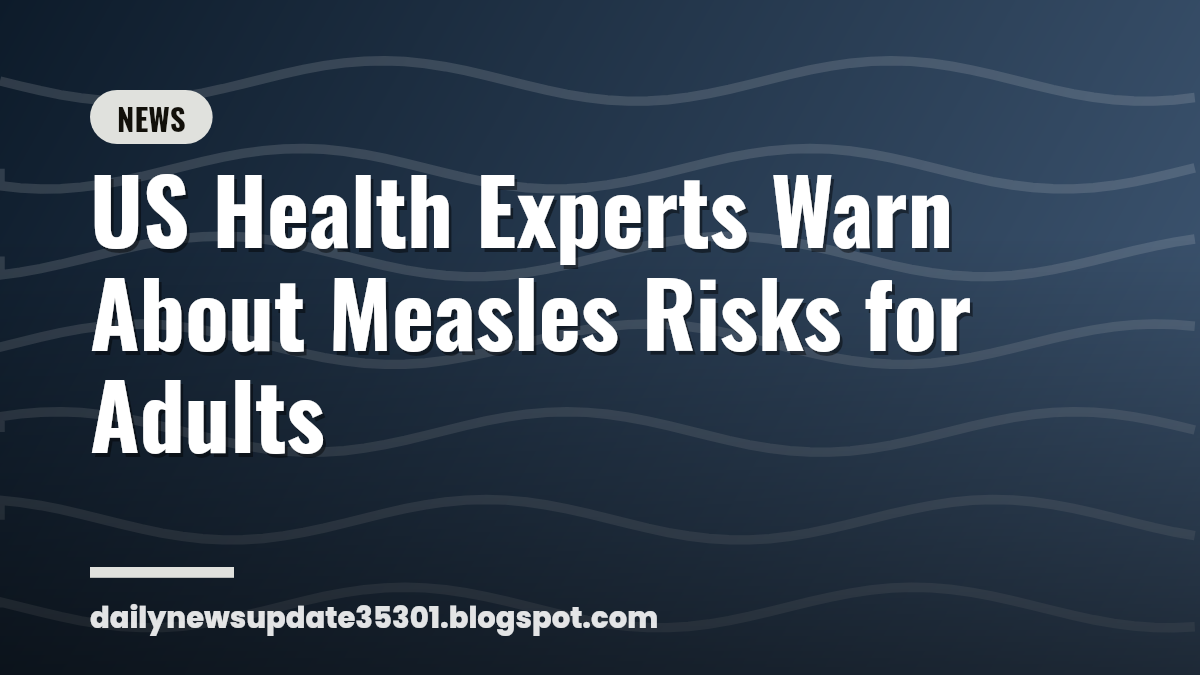 NEWS
US Health Experts Warn
About Measles Risks for
Adults
dailynewsupdate35301.blogspot.com